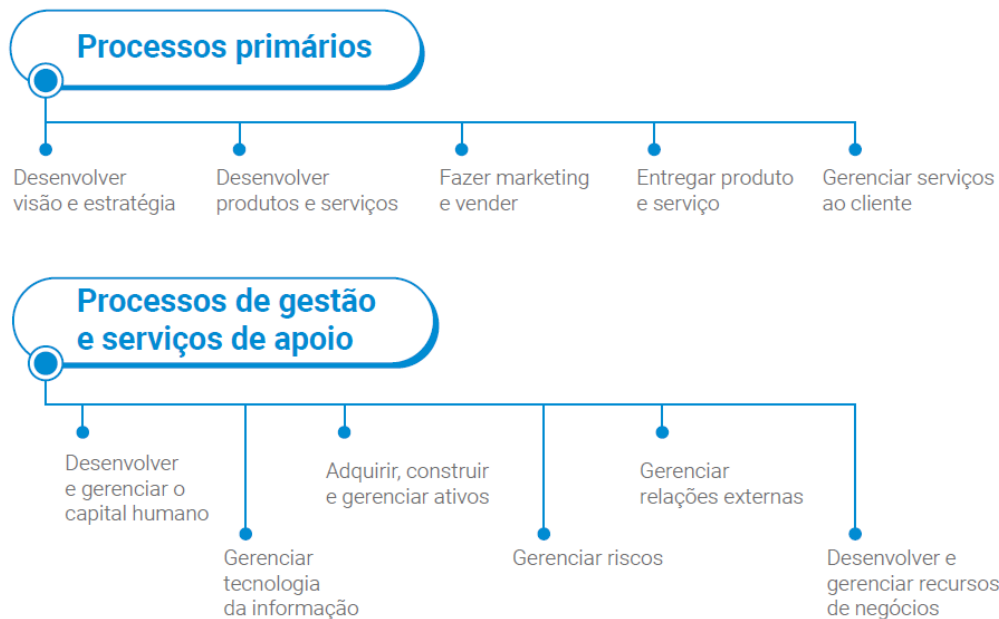 Processos primários
Desenvolver
visão e estratégia
Desenvolver
produtos e serviços
Fazer marketing
e vender
Entregar produto
e serviço
Gerenciar serviços
ao cliente
Processos de gestão
e serviços de apoio
Desenvolver
e gerenciar o
capital humano
Gerenciar
tecnologia
da informação
Adquirir, construir
e gerenciar ativos
Gerenciar riscos
Gerenciar
relações externas
Desenvolver e
gerenciar recursos
de negócios